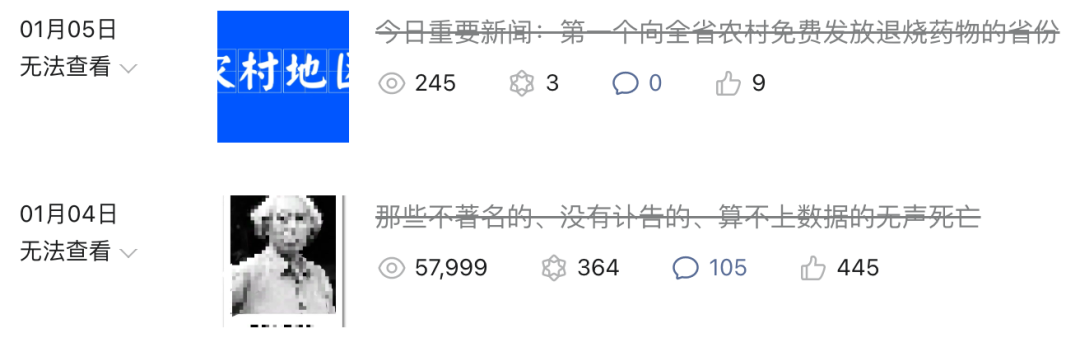 01月05日
无法查看
农村地区
今日重要新闻：第一个向全省农村免费发放退烧药物的省份
245 3 0 9
01月04日
无法查看
那些不著名的、没有讣告的、算不上数据的无声死亡
57,999 364 105 445